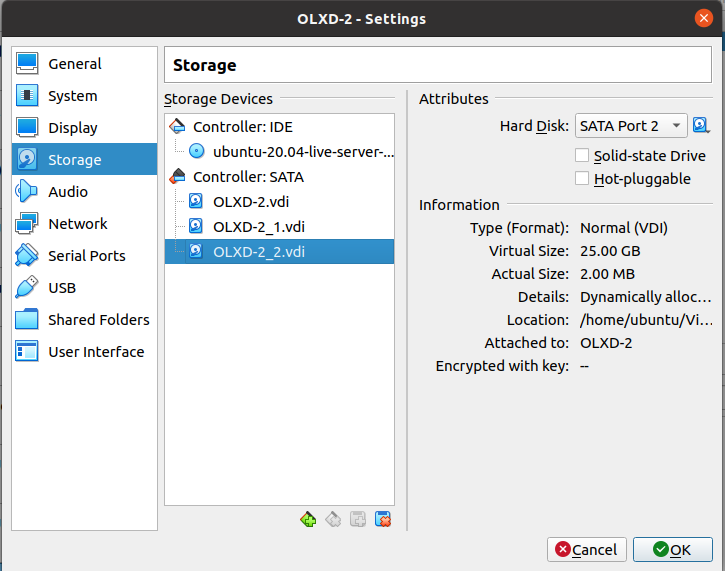 OLXD-2 - Settings
General
System
Display
Storage
Audio
Network
Serial Ports
USB
Shared Folders
User Interface
Storage
Storage Devices
Controller: IDE
ubuntu-20.04-live-server-...
Controller: SATA
OLXD-2.vdi
OLXD-2_1.vdi
OLXD-2_2.vdi
Attributes
Hard Disk: SATA Port 2
Solid-state Drive
Hot-pluggable
Information
Type (Format): Normal (VDI)
Virtual Size: 25.00 GB
Actual Size: 2.00 MB
Details: Dynamically alloc...
Location: /home/ubuntu/Vi...
Attached to: OLXD-2
Encrypted with key: --
Cancel
OK